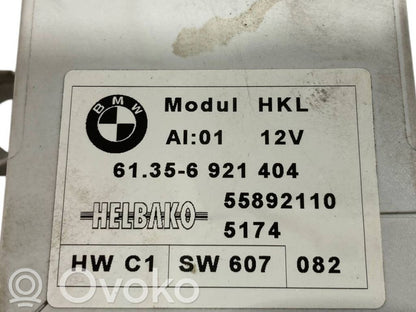 BMW
Modul HKL
AI:01 12V
61.35-6 921 404
HELBAKO
55892110
5174
HW C1 SW 607 082
Ovoko